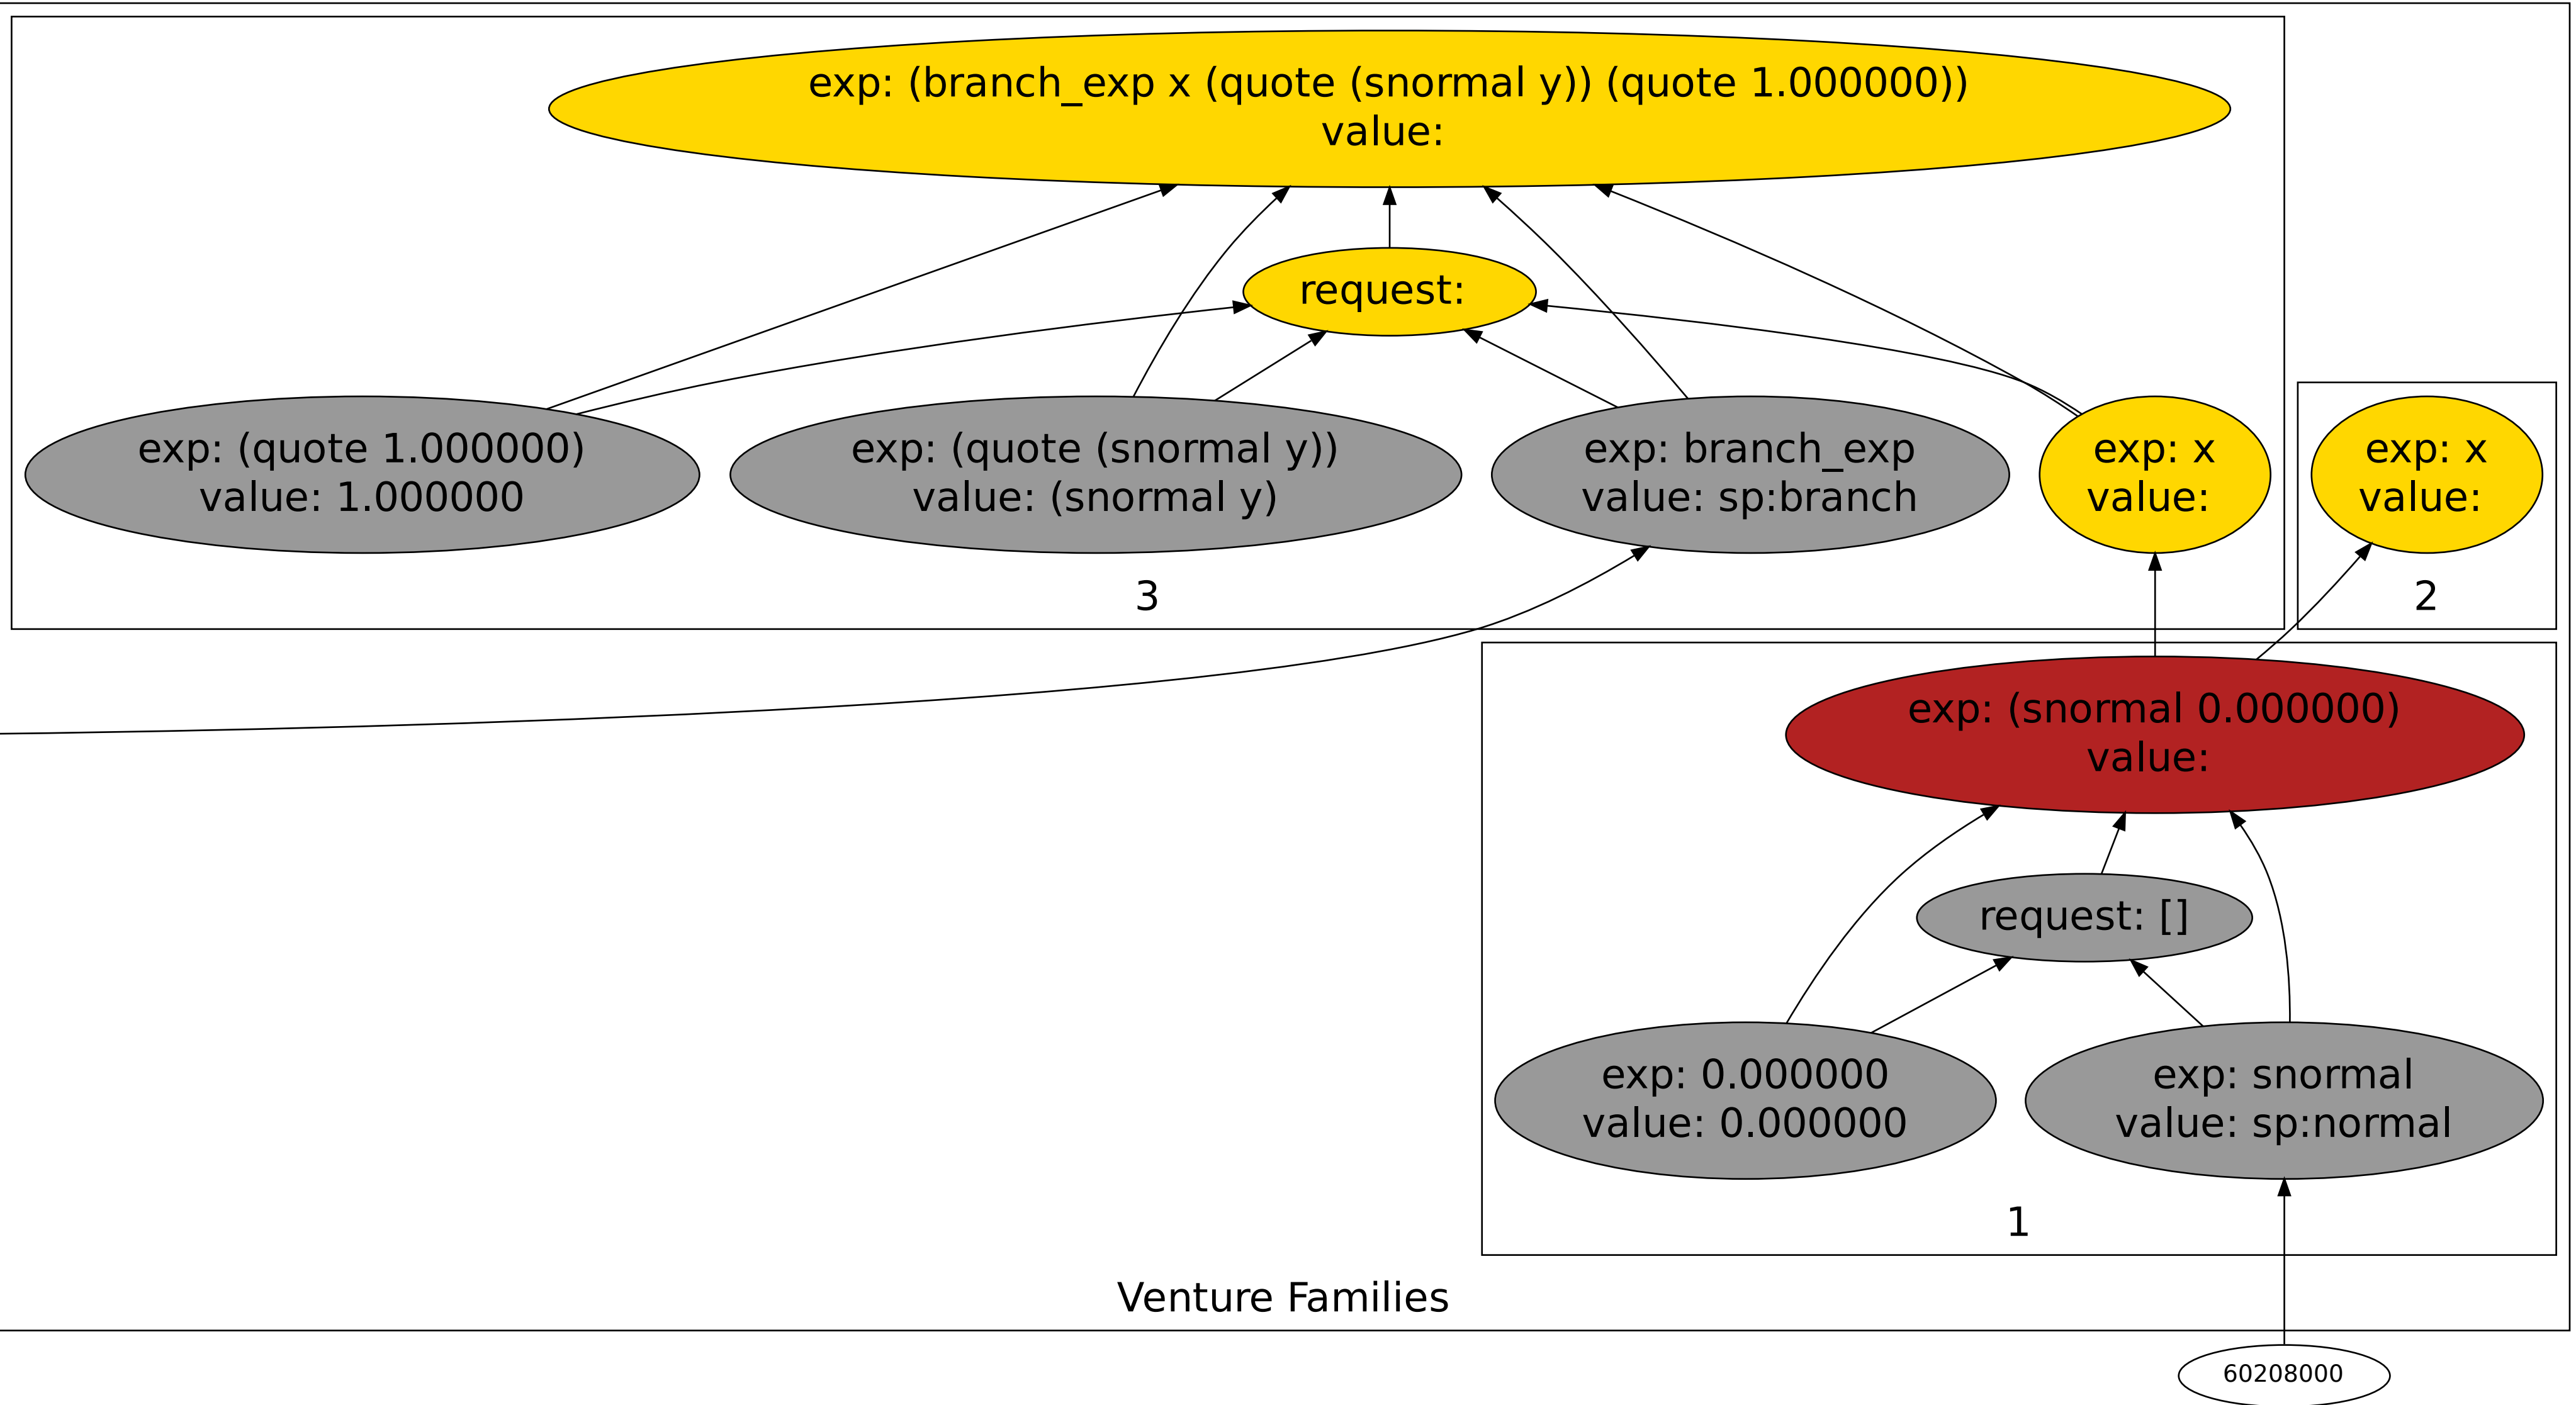 exp: (branch_exp x (quote (snormal y)) (quote 1.000000))
value:
request:
exp: (quote 1.000000)
value: 1.000000
exp: (quote (snormal y))
value: (snormal y)
exp: branch_exp
value: sp:branch
exp: x
value:
exp: x
value:
3
2
exp: (snormal 0.000000)
value:
request: []
exp: 0.000000
value: 0.000000
exp: snormal
value: sp:normal
1
Venture Families
60208000